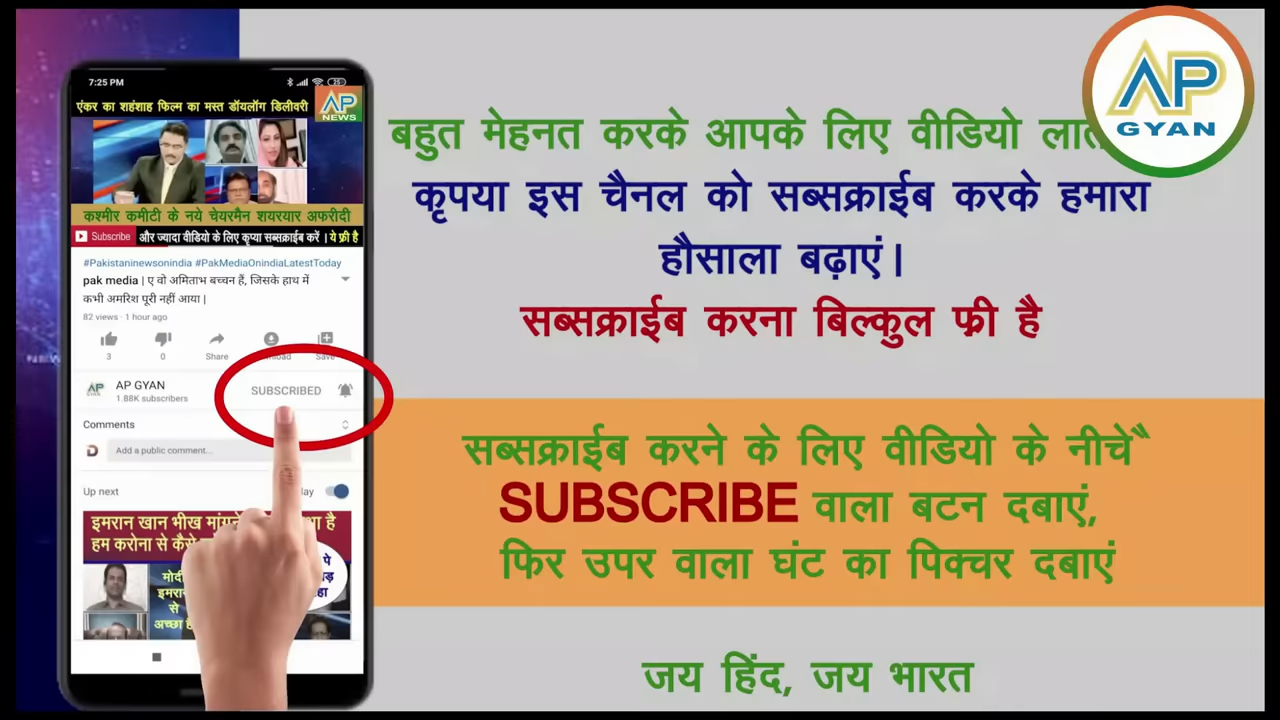 7:25 PM
एंकर का शहंशाह फिल्म का मस्त डॉयलॉग डिलीवरी
AP
NEWS
कश्मीर कमीटी के नये चेयरमैन शयरयार अफरीदी
Subscribe और ज्यादा वीडियो के लिए कृप्या सब्सक्राईब करें । ये फ्री है
#Pakistaninewsonindia #PakMediaOnindiaLatestToday
pak media | ए वो अमिताभ बच्चन हैं, जिसके हाथ में
कभी अमरिश पूरी नहीं आया |
82 views · 1 hour ago
3 0 Share Save
AP GYAN
1.88K subscribers
SUBSCRIBED
Comments
Add a public comment...
Up next
इमरान खान भीख मांगने है
हम करोना से कैसे
मोदी
इमरान
से
अच्छा है
AP
GYAN
बहुत मेहनत करके आपके लिए वीडियो
कृपया इस चैनल को सब्सक्राईब करके हमारा
हौसाला बढ़ाएं।
सब्सक्राईब करना बिल्कुल फ्री है
सब्सक्राईब करने के लिए वीडियो के नीचे
SUBSCRIBE वाला बटन दबाएं,
फिर उपर वाला घंट का पिक्चर दबाएं
जय हिंद, जय भारत